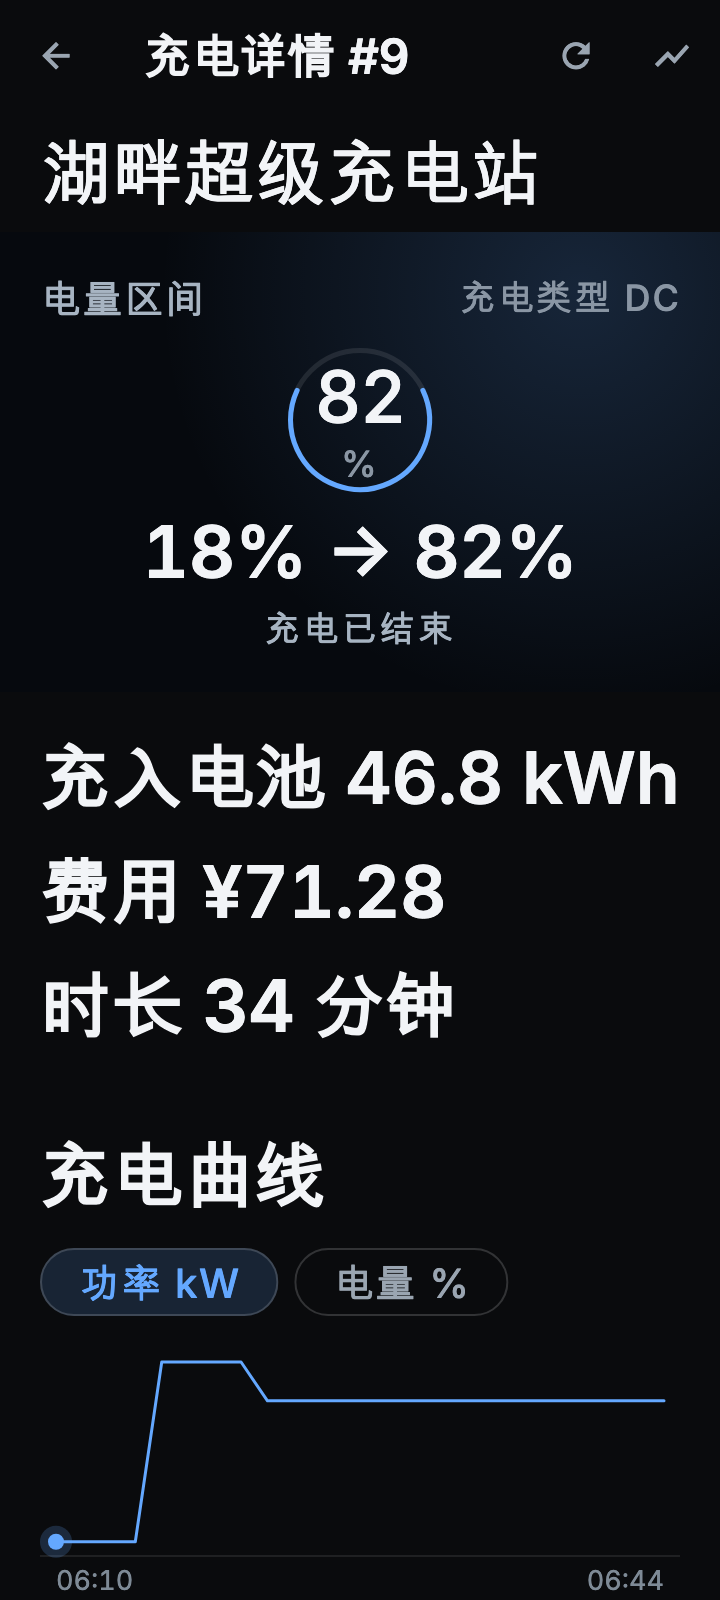 充电详情 #9
湖畔超级充电站
电量区间 充电类型 DC
82
%
18% → 82%
充电已结束
充入电池 46.8 kWh
费用 ¥71.28
时长 34 分钟
充电曲线
功率 kW 电量 %
06:10 06:44